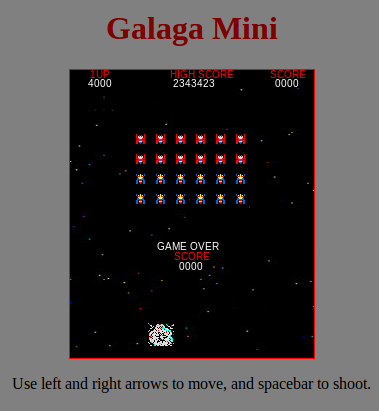 Galaga Mini
1UP HIGH SCORE SCORE
4000 2343423 0000
GAME OVER
SCORE
0000
Use left and right arrows to move, and spacebar to shoot.